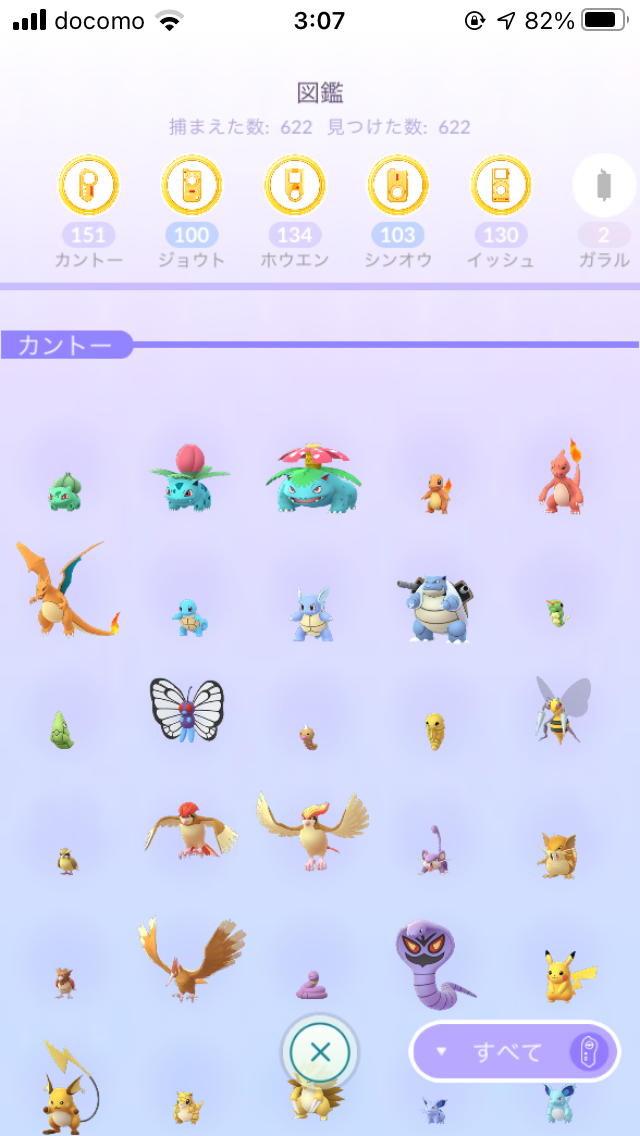 docomo 3:07 82%
図鑑
捕まえた数: 622 見つけた数: 622
151 100 134 103 130 2
カントー ジョウト ホウエン シンオウ イッシュ ガラル
カントー
すべて